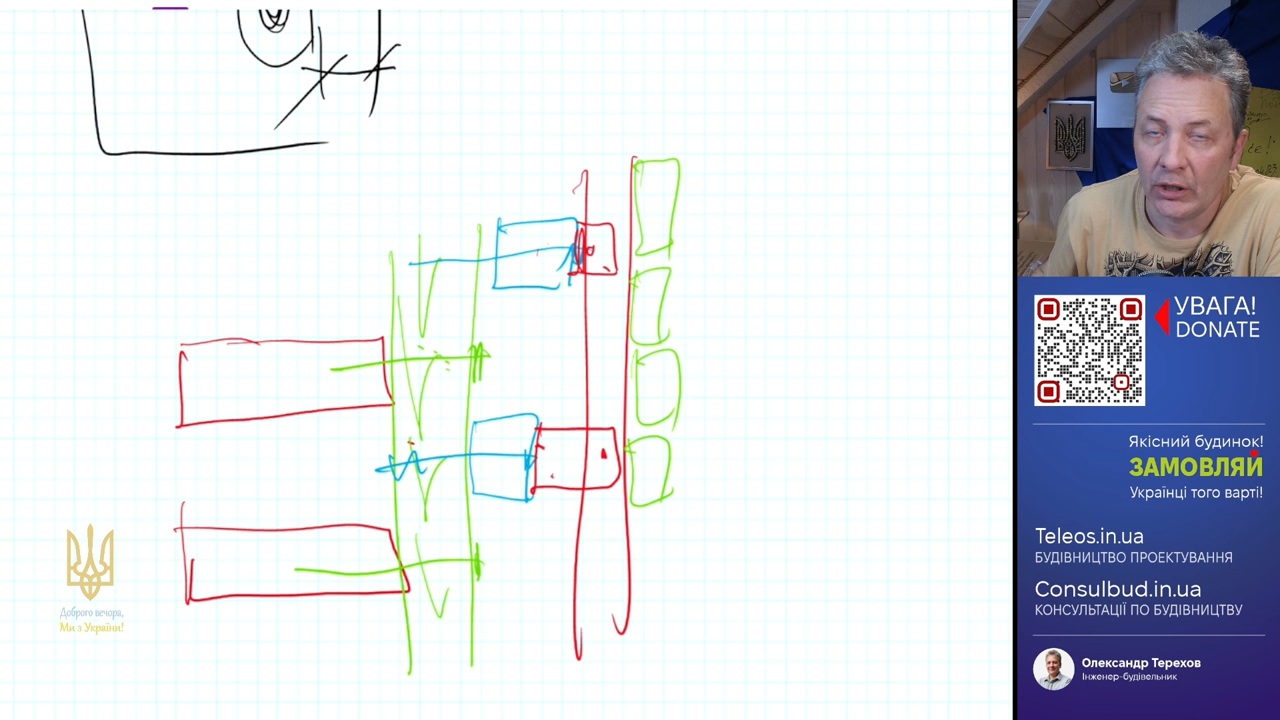 УВАГА!
DONATE
Якісний будинок!
ЗАМОВЛЯЙ
Українці того варті!
Teleos.in.ua
БУДІВНИЦТВО ПРОЕКТУВАННЯ
Consulbud.in.ua
КОНСУЛЬТАЦІЇ ПО БУДІВНИЦТВУ
Олександр Терехов
Інженер-будівельник
Доброго вечора,
Ми з України!